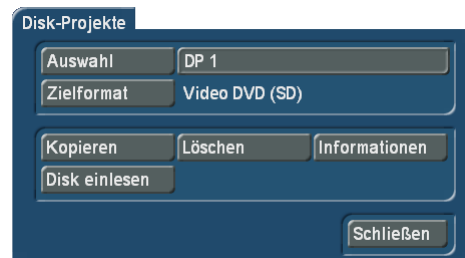 Disk-Projekte
Auswahl DP 1
Zielformat Video DVD (SD)
Kopieren Löschen Informationen
Disk einlesen
Schließen